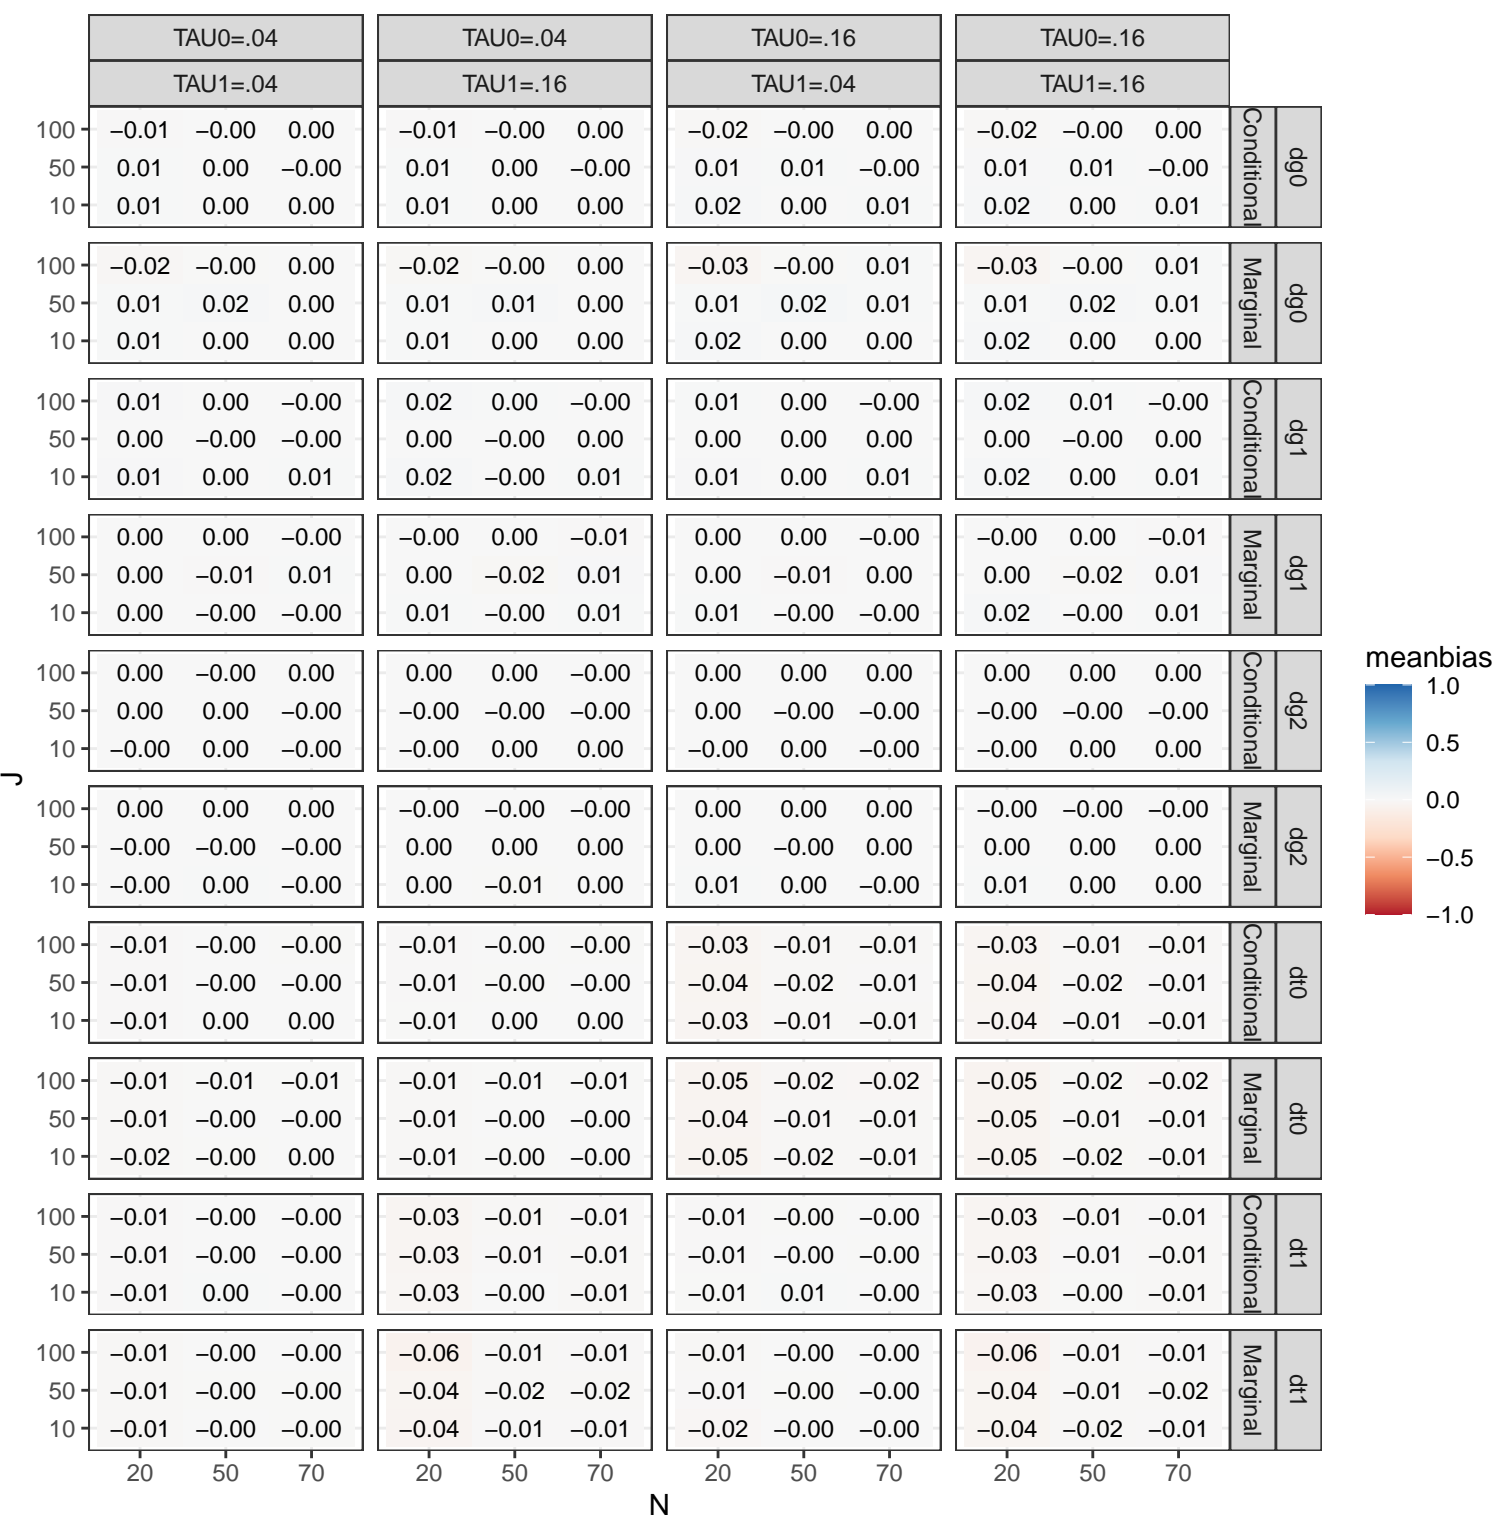 TAU0=.04 TAU0=.04 TAU0=.16 TAU0=.16
TAU1=.04 TAU1=.16 TAU1=.04 TAU1=.16
100 −0.01 −0.00 0.00 −0.01 −0.00 0.00 −0.02 −0.00 0.00 −0.02 −0.00 0.00
50 0.01 0.00 −0.00 0.01 0.00 −0.00 0.01 0.01 −0.00 0.01 0.01 −0.00
10 0.01 0.00 0.00 0.01 0.00 0.00 0.02 0.00 0.01 0.02 0.00 0.01
Conditional dg0
100 −0.02 −0.00 0.00 −0.02 −0.00 0.00 −0.03 −0.00 0.01 −0.03 −0.00 0.01
50 0.01 0.02 0.00 0.01 0.01 0.00 0.01 0.02 0.01 0.01 0.02 0.01
10 0.01 0.00 0.00 0.01 0.00 0.00 0.02 0.00 0.00 0.02 0.00 0.00
Marginal dg0
100 0.01 0.00 −0.00 0.02 0.00 −0.00 0.01 0.00 −0.00 0.02 0.01 −0.00
50 0.00 −0.00 −0.00 0.00 −0.00 0.00 0.00 0.00 0.00 0.00 −0.00 0.00
10 0.01 0.00 0.01 0.02 −0.00 0.01 0.01 0.00 0.01 0.02 0.00 0.01
Conditional dg1
100 0.00 0.00 −0.00 −0.00 0.00 −0.01 0.00 0.00 −0.00 −0.00 0.00 −0.01
50 0.00 −0.01 0.01 0.00 −0.02 0.01 0.00 −0.01 0.00 0.00 −0.02 0.01
10 0.00 −0.00 −0.00 0.01 −0.00 0.01 0.01 −0.00 −0.00 0.02 −0.00 0.01
Marginal dg1
100 0.00 −0.00 0.00 0.00 0.00 −0.00 0.00 0.00 0.00 0.00 0.00 0.00
50 0.00 0.00 −0.00 −0.00 −0.00 −0.00 0.00 −0.00 −0.00 −0.00 −0.00 −0.00
10 −0.00 0.00 −0.00 −0.00 0.00 0.00 −0.00 0.00 −0.00 −0.00 0.00 0.00
Conditional dg2
100 0.00 0.00 0.00 −0.00 −0.00 −0.00 0.00 0.00 0.00 −0.00 −0.00 −0.00
50 −0.00 −0.00 −0.00 0.00 0.00 0.00 0.00 −0.00 0.00 0.00 0.00 0.00
10 −0.00 0.00 −0.00 0.00 −0.01 0.00 0.01 0.00 −0.00 0.01 0.00 0.00
Marginal dg2
100 −0.01 −0.00 −0.00 −0.01 −0.00 −0.00 −0.03 −0.01 −0.01 −0.03 −0.01 −0.01
50 −0.01 −0.00 −0.00 −0.01 −0.00 −0.00 −0.04 −0.02 −0.01 −0.04 −0.02 −0.01
10 −0.01 0.00 0.00 −0.01 0.00 0.00 −0.03 −0.01 −0.01 −0.04 −0.01 −0.01
Conditional dt0
100 −0.01 −0.01 −0.01 −0.01 −0.01 −0.01 −0.05 −0.02 −0.02 −0.05 −0.02 −0.02
50 −0.01 −0.00 −0.00 −0.01 −0.00 −0.00 −0.04 −0.01 −0.01 −0.05 −0.01 −0.01
10 −0.02 −0.00 0.00 −0.01 −0.00 −0.00 −0.05 −0.02 −0.01 −0.05 −0.02 −0.01
Marginal dt0
100 −0.01 −0.00 −0.00 −0.03 −0.01 −0.01 −0.01 −0.00 −0.00 −0.03 −0.01 −0.01
50 −0.01 −0.00 −0.00 −0.03 −0.01 −0.01 −0.01 −0.00 −0.00 −0.03 −0.01 −0.01
10 −0.01 0.00 −0.00 −0.03 −0.00 −0.01 −0.01 0.01 −0.00 −0.03 −0.00 −0.01
Conditional dt1
100 −0.01 −0.00 −0.00 −0.06 −0.01 −0.01 −0.01 −0.00 −0.00 −0.06 −0.01 −0.01
50 −0.01 −0.00 −0.00 −0.04 −0.02 −0.02 −0.01 −0.00 −0.00 −0.04 −0.01 −0.02
10 −0.01 −0.00 −0.00 −0.04 −0.01 −0.01 −0.02 −0.00 −0.00 −0.04 −0.02 −0.01
Marginal dt1
20 50 70 20 50 70 20 50 70 20 50 70
N
J
meanbias
1.0
0.5
0.0
−0.5
−1.0